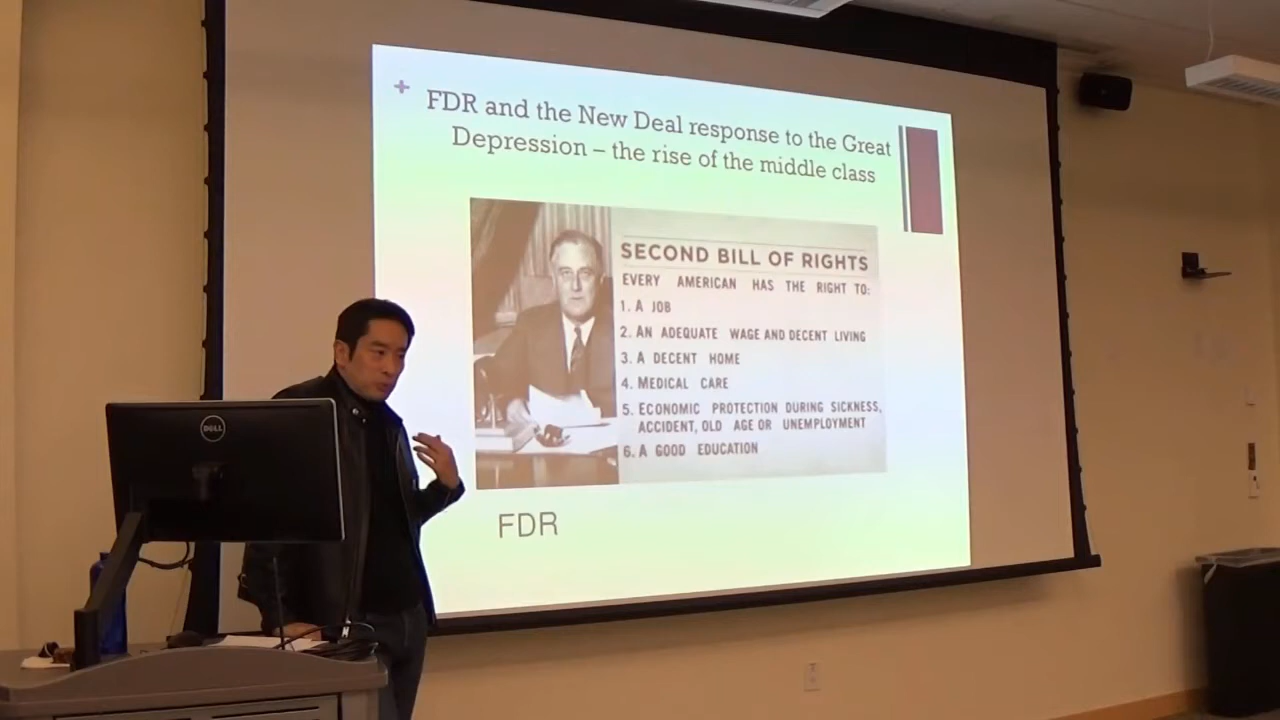 FDR and the New Deal response to the Great
Depression – the rise of the middle class
SECOND BILL OF RIGHTS
EVERY AMERICAN HAS THE RIGHT TO:
1. A JOB
2. AN ADEQUATE WAGE AND DECENT LIVING
3. A DECENT HOME
4. MEDICAL CARE
5. ECONOMIC PROTECTION DURING SICKNESS,
ACCIDENT, OLD AGE OR UNEMPLOYMENT
6. A GOOD EDUCATION
FDR
DELL